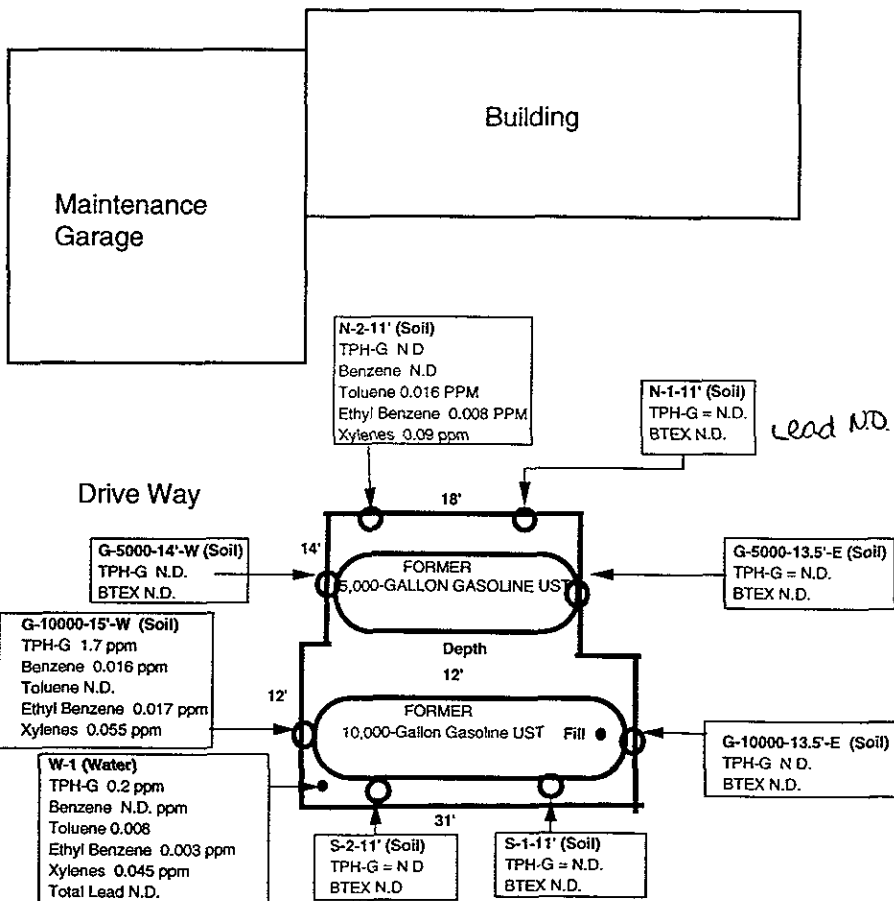 Building
Maintenance
Garage
N-2-11' (Soil)
TPH-G N D
Benzene N.D
Toluene 0.016 PPM
Ethyl Benzene 0.008 PPM
Xylenes 0.09 ppm
N-1-11' (Soil)
TPH-G = N.D.
BTEX N.D.
Lead N.D.
Drive Way
18'
14'
G-5000-14'-W (Soil)
TPH-G N.D.
BTEX N.D.
FORMER
5,000-GALLON GASOLINE UST
G-5000-13.5'-E (Soil)
TPH-G = N.D.
BTEX N.D.
G-10000-15'-W (Soil)
TPH-G 1.7 ppm
Benzene 0.016 ppm
Toluene N.D.
Ethyl Benzene 0.017 ppm
Xylenes 0.055 ppm
Depth
12'
12'
FORMER
10,000-Gallon Gasoline UST Fill
G-10000-13.5'-E (Soil)
TPH-G N D.
BTEX N.D.
W-1 (Water)
TPH-G 0.2 ppm
Benzene N.D. ppm
Toluene 0.008
Ethyl Benzene 0.003 ppm
Xylenes 0.045 ppm
Total Lead N.D.
31'
S-2-11' (Soil)
TPH-G = N D
BTEX N.D
S-1-11' (Soil)
TPH-G = N.D.
BTEX N.D.